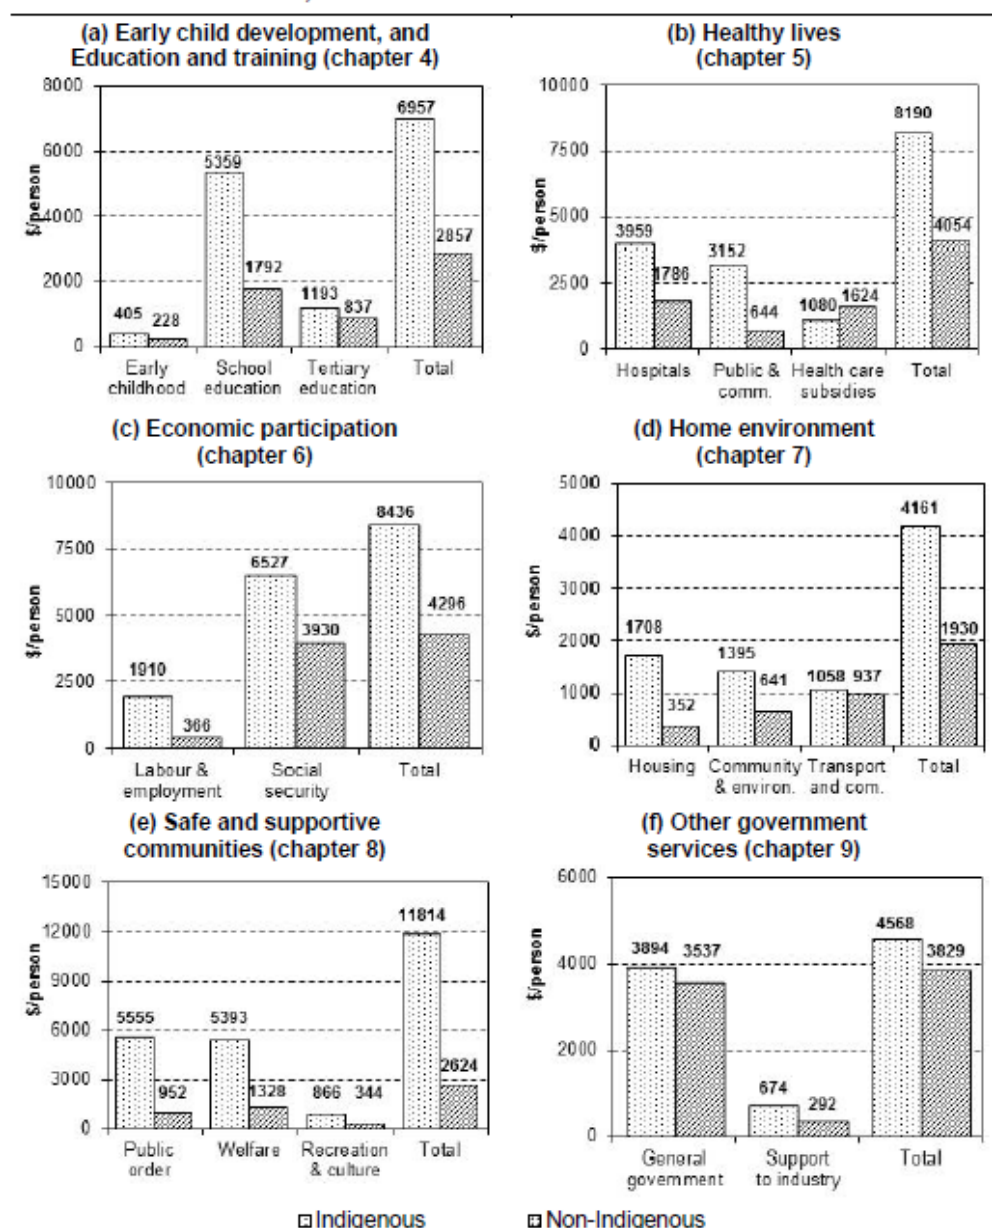 (a) Early child development, and
Education and training (chapter 4)
8000
6000
4000
2000
0
$/person
405
228
5359
1792
1193
837
6957
2857
Early
childhood
School
education
Tertiary
education
Total
(b) Healthy lives
(chapter 5)
10000
7500
5000
2500
0
$/person
3959
1786
3152
644
1080
1624
8190
4054
Hospitals
Public &
comm.
Health care
subsidies
Total
(c) Economic participation
(chapter 6)
10000
7500
5000
2500
0
$/person
1910
366
6527
3930
8436
4296
Labour &
employment
Social
security
Total
(d) Home environment
(chapter 7)
5000
4000
3000
2000
1000
0
$/person
1708
352
1395
641
1058
937
4161
1930
Housing
Community
& environ.
Transport
and com.
Total
(e) Safe and supportive
communities (chapter 8)
15000
12000
9000
6000
3000
0
$/person
5555
952
5393
1328
866
344
11814
2624
Public
order
Welfare
Recreation
& culture
Total
(f) Other government
services (chapter 9)
6000
4000
2000
0
$/person
3894
3537
674
292
4568
3829
General
government
Support
to industry
Total
Indigenous
Non-Indigenous